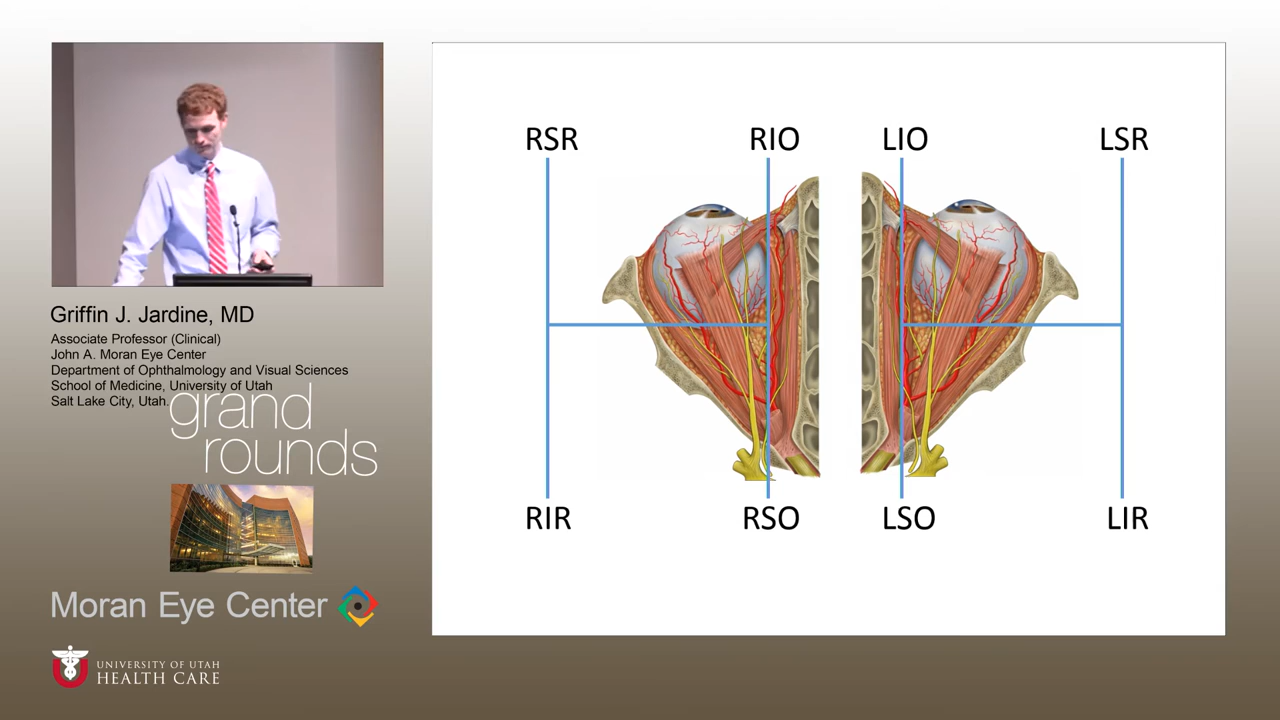 RSR RIO LIO LSR
RIR RSO LSO LIR
Griffin J. Jardine, MD
Associate Professor (Clinical)
John A. Moran Eye Center
Department of Ophthalmology and Visual Sciences
School of Medicine, University of Utah
Salt Lake City, Utah.
grand
rounds
Moran Eye Center
U
UNIVERSITY OF UTAH
HEALTH CARE